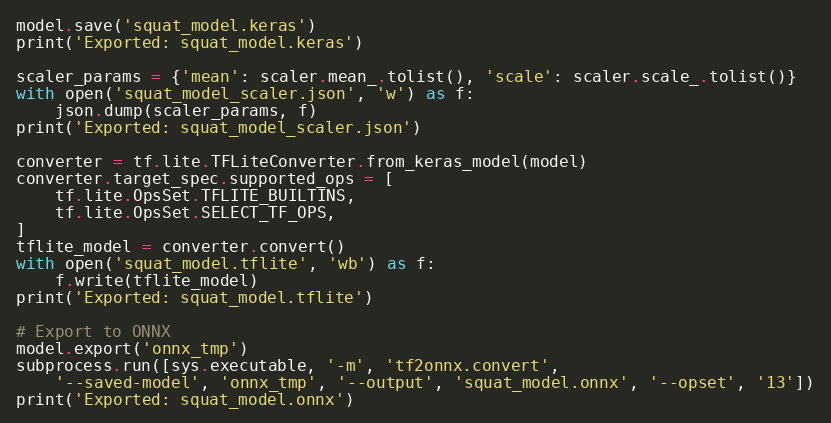 model.save('squat_model.keras')
print('Exported: squat_model.keras')

scaler_params = {'mean': scaler.mean_.tolist(), 'scale': scaler.scale_.tolist()}
with open('squat_model_scaler.json', 'w') as f:
    json.dump(scaler_params, f)
print('Exported: squat_model_scaler.json')

converter = tf.lite.TFLiteConverter.from_keras_model(model)
converter.target_spec.supported_ops = [
    tf.lite.OpsSet.TFLITE_BUILTINS,
    tf.lite.OpsSet.SELECT_TF_OPS,
]
tflite_model = converter.convert()
with open('squat_model.tflite', 'wb') as f:
    f.write(tflite_model)
print('Exported: squat_model.tflite')

# Export to ONNX
model.export('onnx_tmp')
subprocess.run([sys.executable, '-m', 'tf2onnx.convert',
    '--saved-model', 'onnx_tmp', '--output', 'squat_model.onnx', '--opset', '13'])
print('Exported: squat_model.onnx')